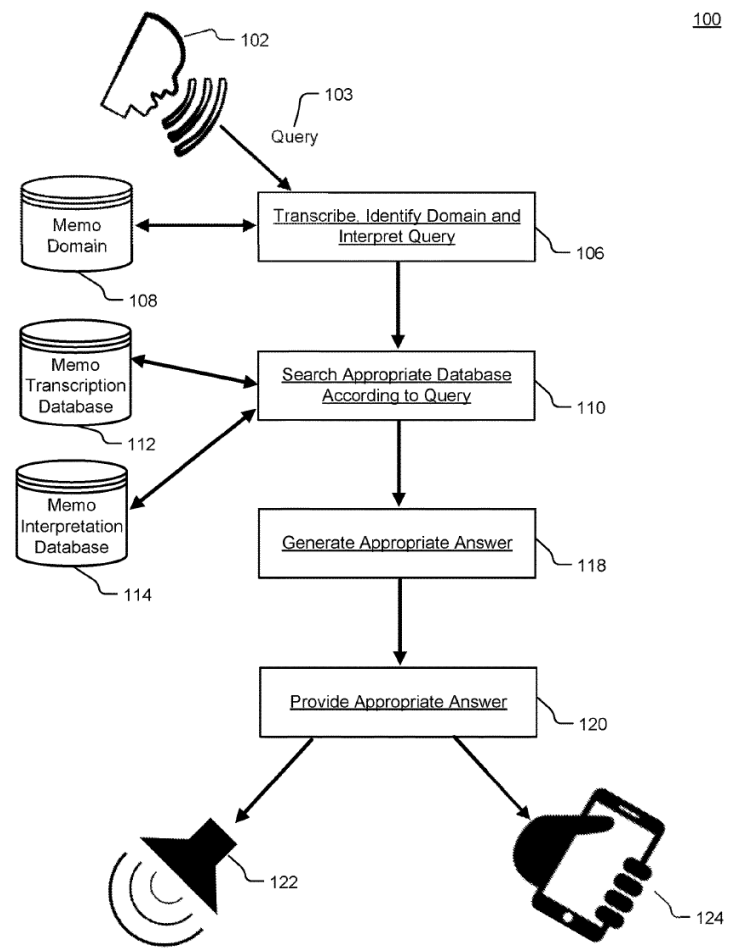 100
102
103
Query
Memo
Domain
108
Transcribe, Identify Domain and
Interpret Query
106
Memo
Transcription
Database
112
Search Appropriate Database
According to Query
110
Memo
Interpretation
Database
114
Generate Appropriate Answer
118
Provide Appropriate Answer
120
122
124